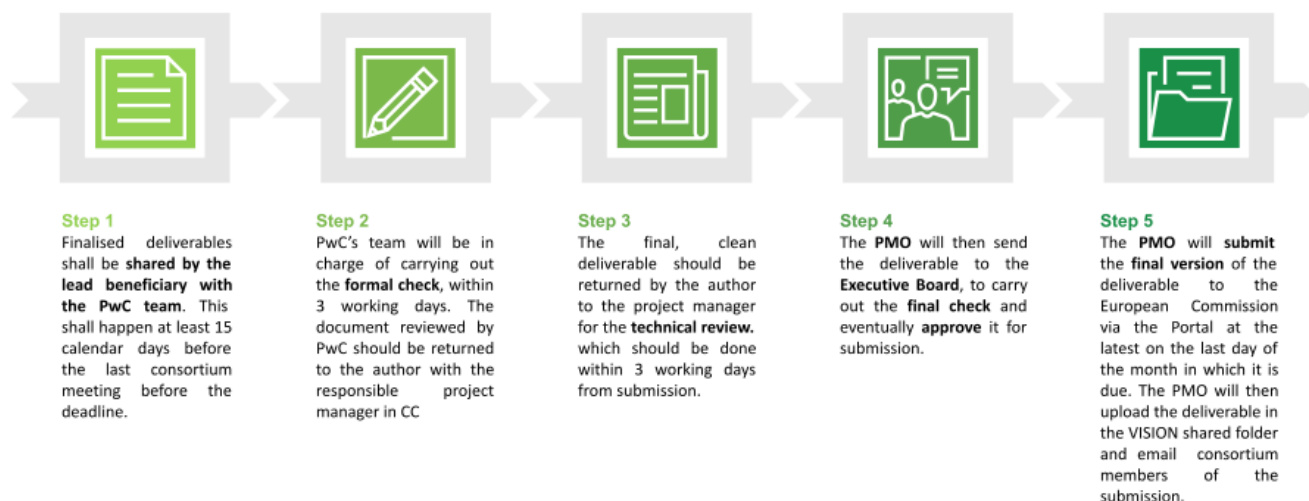 Step 1
Finalised deliverables
shall be shared by the
lead beneficiary with
the PwC team. This
shall happen at least 15
calendar days before
the last consortium
meeting before the
deadline.
Step 2
PwC's team will be in
charge of carrying out
the formal check, within
3 working days. The
document reviewed by
PwC should be returned
to the author with the
responsible project
manager in CC
Step 3
The final, clean
deliverable should be
returned by the author
to the project manager
for the technical review.
which should be done
within 3 working days
from submission.
Step 4
The PMO will then send
the deliverable to the
Executive Board, to carry
out the final check and
eventually approve it for
submission.
Step 5
The PMO will submit
the final version of the
deliverable to the
European Commission
via the Portal at the
latest on the last day of
the month in which it is
due. The PMO will then
upload the deliverable in
the VISION shared folder
and email consortium
members of the
submission.